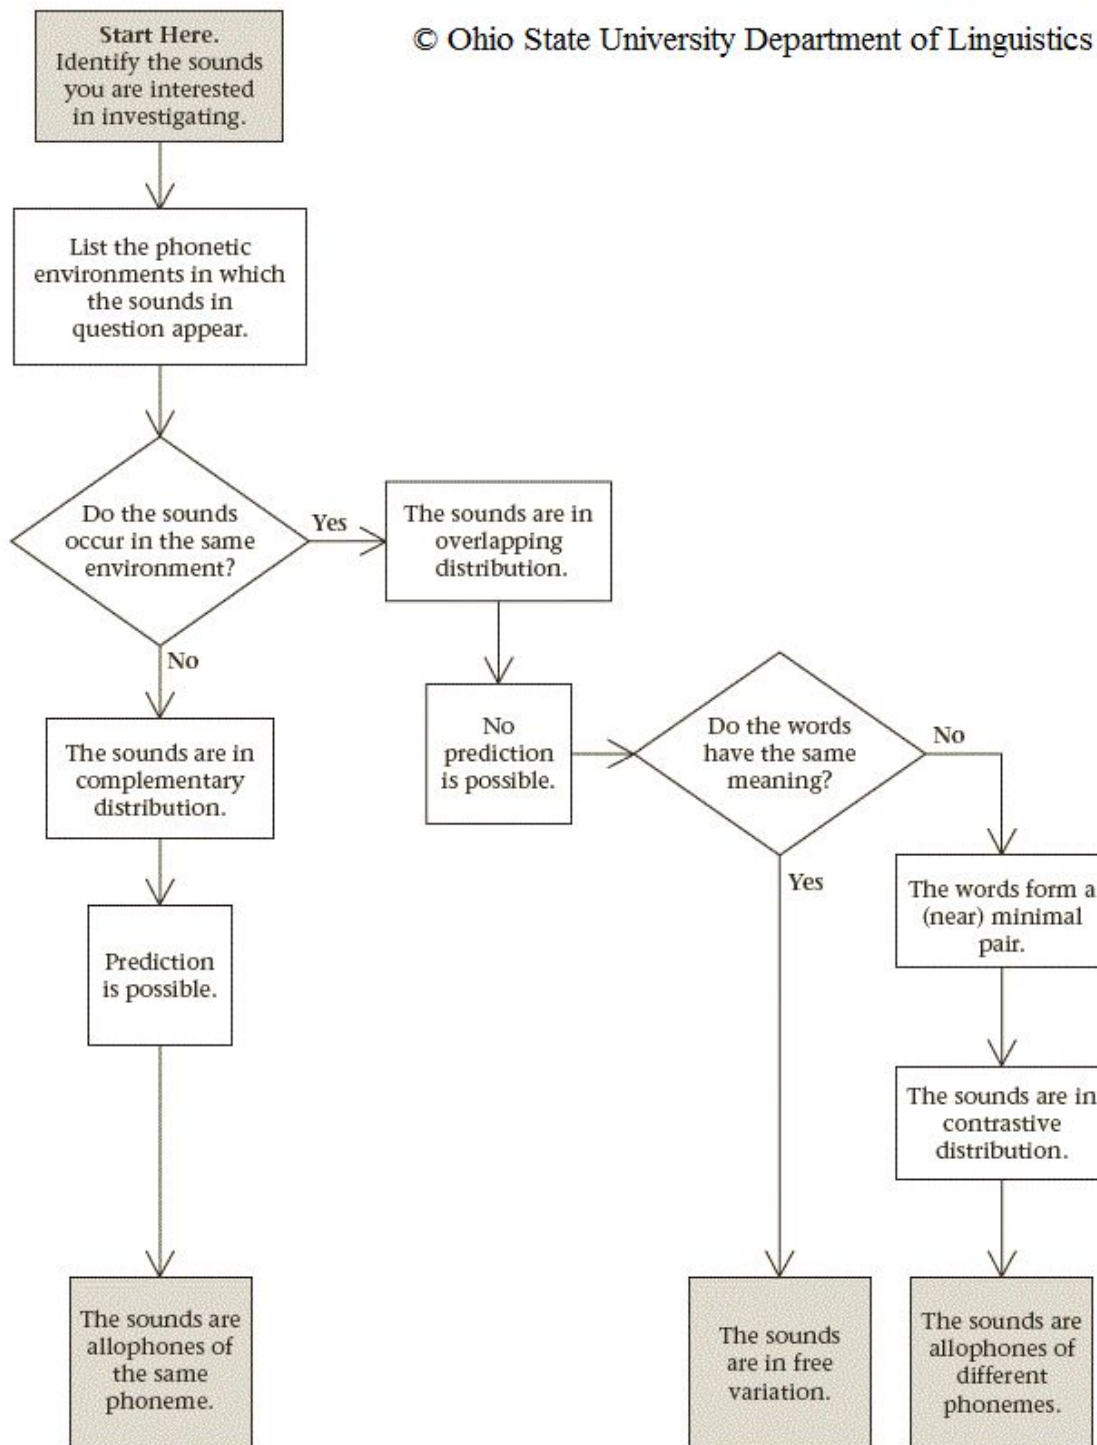 © Ohio State University Department of Linguistics
Start Here.
Identify the sounds
you are interested
in investigating.
List the phonetic
environments in which
the sounds in
question appear.
Do the sounds
occur in the same
environment?
Yes
The sounds are in
overlapping
distribution.
No
The sounds are in
complementary
distribution.
No
prediction
is possible.
Do the words
have the same
meaning?
No
Yes
The words form a
(near) minimal
pair.
Prediction
is possible.
The sounds are in
contrastive
distribution.
The sounds are
allophones of
the same
phoneme.
The sounds
are in free
variation.
The sounds are
allophones of
different
phonemes.